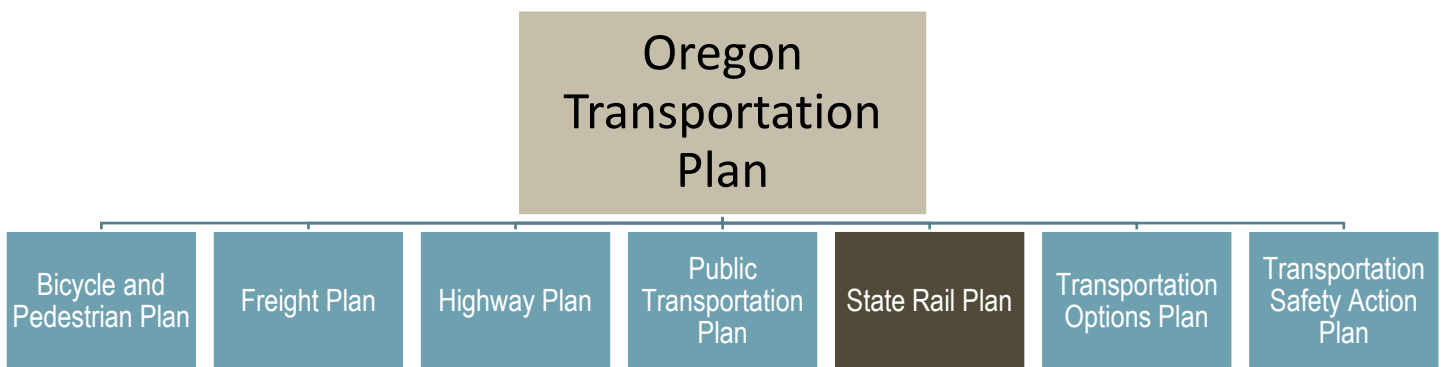 Oregon
Transportation
Plan
Bicycle and
Pedestrian Plan
Freight Plan
Highway Plan
Public
Transportation
Plan
State Rail Plan
Transportation
Options Plan
Transportation
Safety Action
Plan